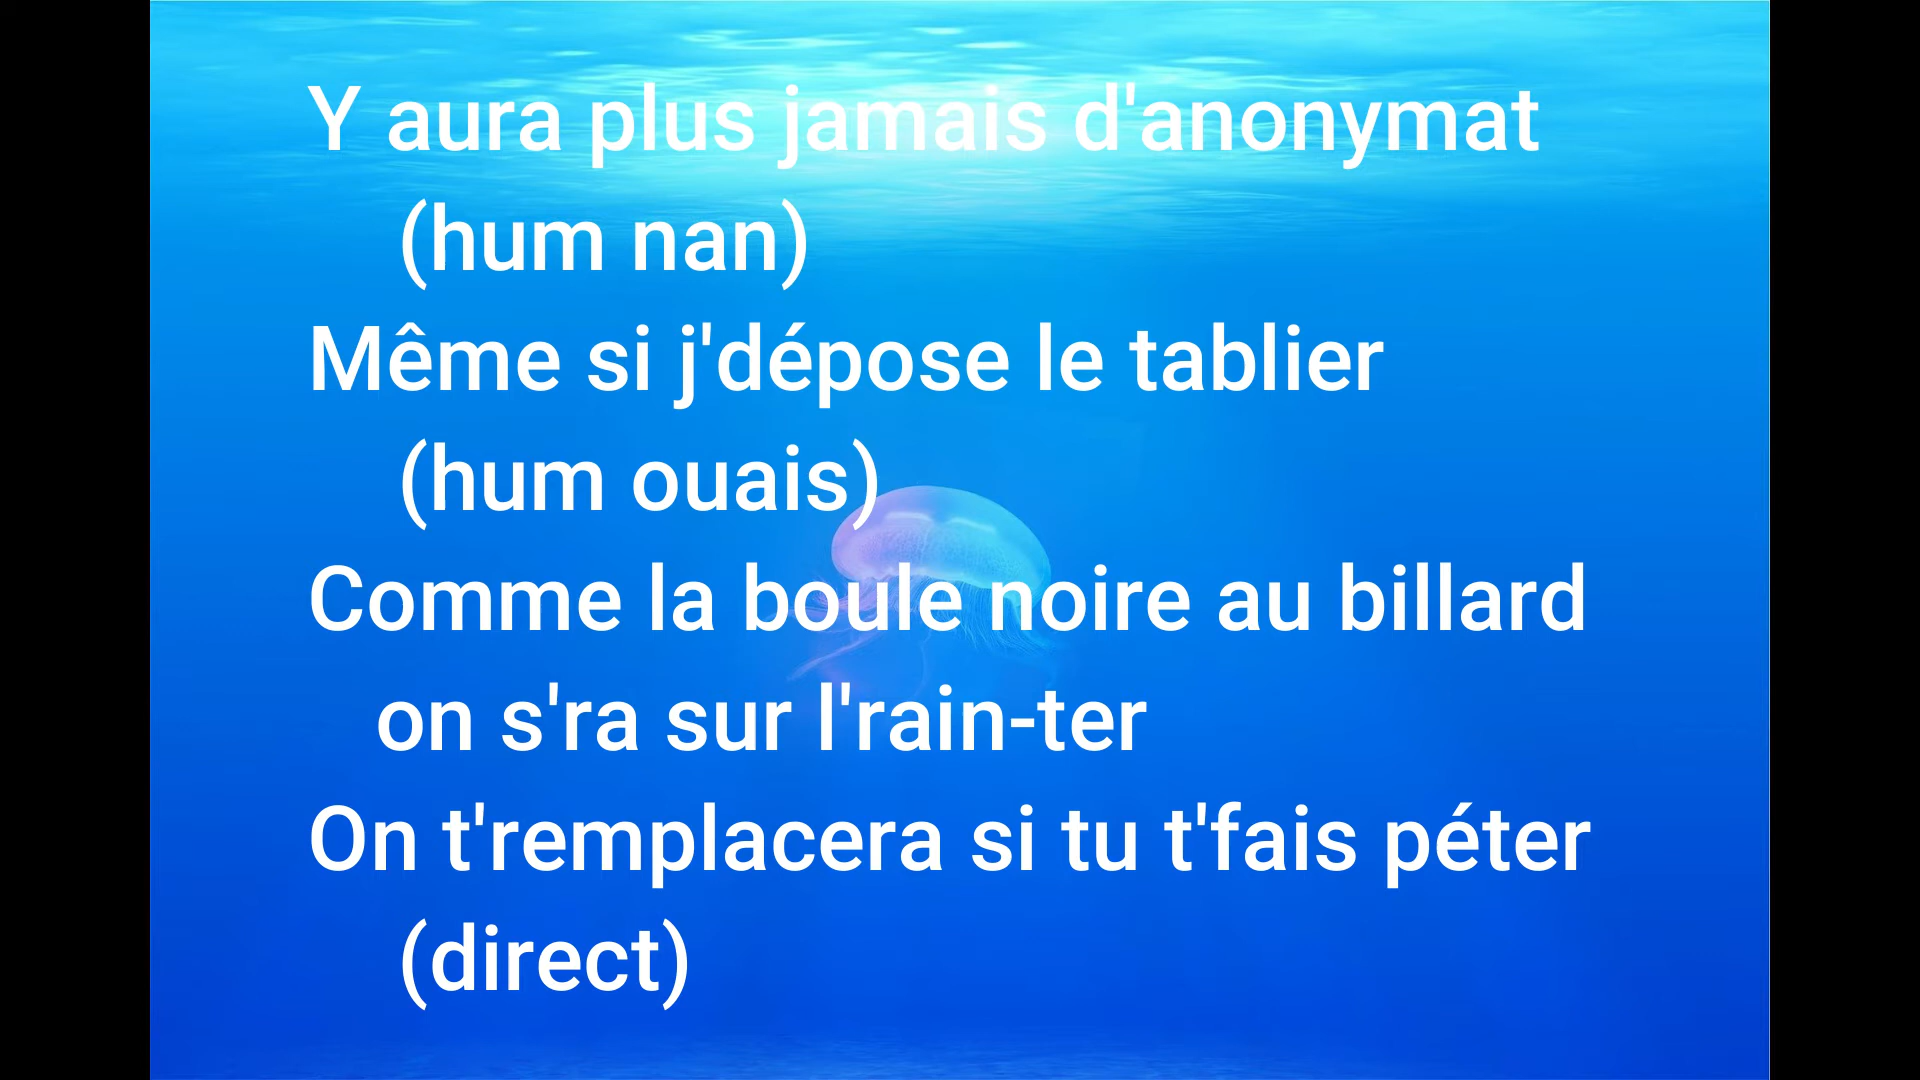 Y aura plus jamais d'anonymat
(hum nan)
Même si j'dépose le tablier
(hum ouais)
Comme la boule noire au billard
on s'ra sur l'rain-ter
On t'remplacera si tu t'fais péter
(direct)